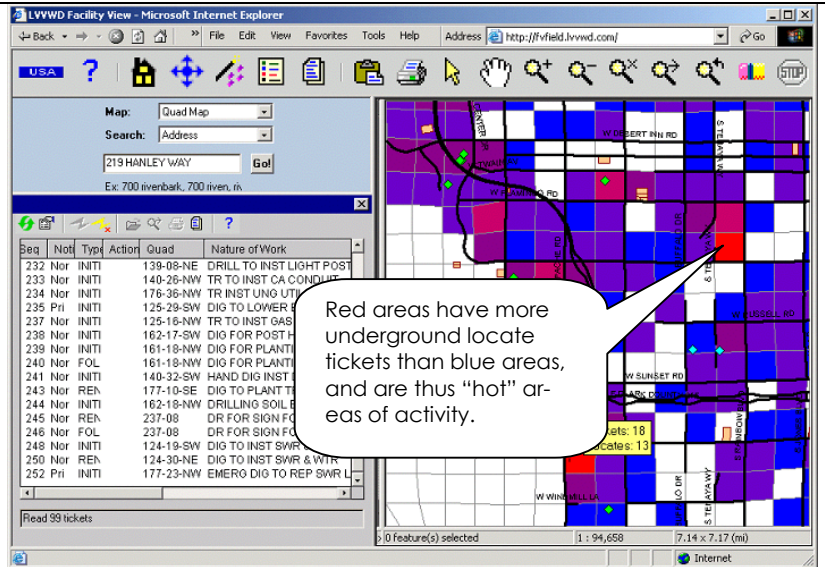 LVVWD Facility View - Microsoft Internet Explorer
Back » File Edit View Favorites Tools Help Address http://fvfield.lvvwd.com/ Go
USA ? STOP
Map: Quad Map
Search: Address
219 HANLEY WAY Go!
Ex: 700 rivenbark, 700 riven, riv
?
Seq Noti Type Action Quad Nature of Work
232 Nor INITI 139-08-NE DRILL TO INST LIGHT POST
233 Nor INITI 140-26-NW TR TO INST CA CONDUIT
234 Nor INITI 176-36-NW TR INST UNG UTIL
235 Pri INITI 125-29-SW DIG TO LOWER
237 Nor INITI 125-16-NW TR TO INST GAS
238 Nor INITI 162-17-SW DIG FOR POST H
239 Nor INITI 161-18-NW DIG FOR PLANTI
240 Nor FOL 161-18-NW DIG FOR PLANTI
241 Nor INITI 140-32-SW HAND DIG INST
243 Nor REN 177-10-SE DIG TO PLANT
244 Nor INITI 162-18-NW DRILLING SOIL
245 Nor REN 237-08 DR FOR SIGN FO
246 Nor FOL 237-08 DR FOR SIGN FO
248 Nor INITI 124-19-SW DIG TO INST SWR
250 Nor REN 124-30-NE DIG TO INST SWR & WTR
252 Pri INITI 177-23-NW EMERG DIG TO REP SWR L
Read 99 tickets
Red areas have more
underground locate
tickets than blue areas,
and are thus “hot” ar-
eas of activity.
W DESERT INN RD
S TENAYA WY
W FLAMINGO RD
S TENAYA WY
W RUSSELL RD
W SUNSET RD
kets: 18
ocates: 13
S RAINBOW BLVD
W WINDMILL LN
S TENAYA WY
0 feature(s) selected 1 : 94,658 7.14 x 7.17 (mi)
Internet